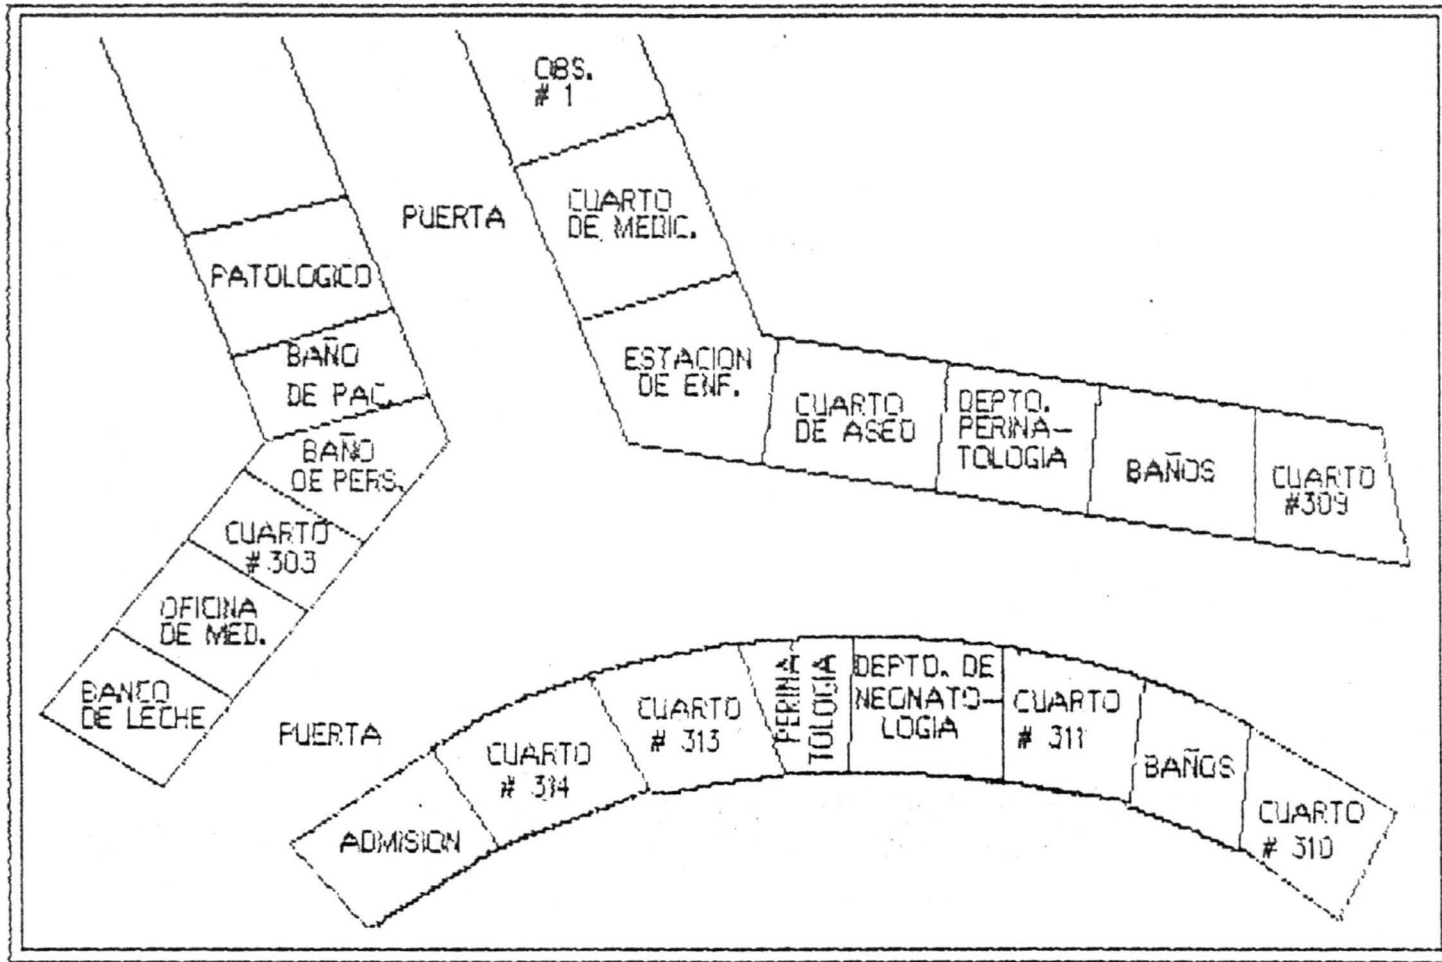 OBS.
# 1
CUARTO
DE MEDIC.
PUERTA
PATOLOGICO
BAÑO
DE PAC.
BAÑO
DE PERS.
CUARTO
# 303
OFICINA
DE MED.
BANCO
DE LECHE
ESTACION
DE ENF.
CUARTO
DE ASEO
DEPTO.
PERINA-
TOLOGIA
BAÑOS
CUARTO
#309
PUERTA
ADMISION
CUARTO
# 314
CUARTO
# 313
PERINA
TOLOGIA
DEPTO. DE
NEONATO-
LOGIA
CUARTO
# 311
BAÑOS
CUARTO
# 310